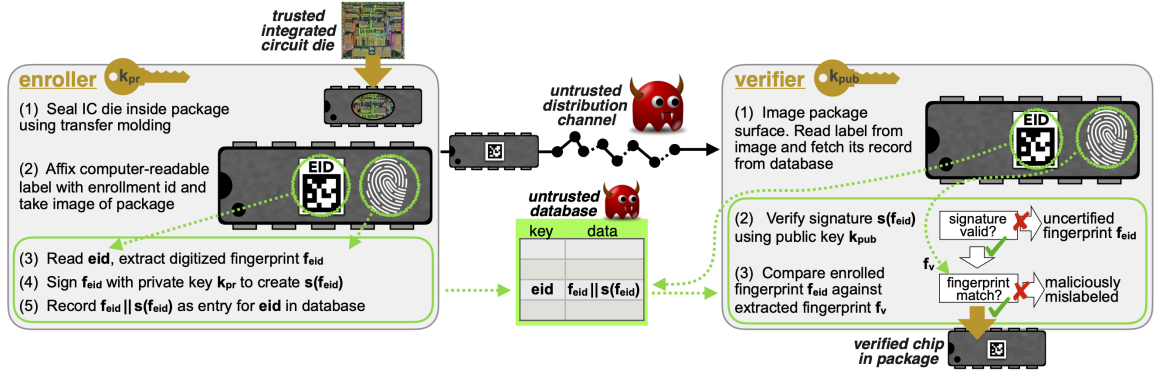 trusted
integrated
circuit die
enroller
kpr
(1) Seal IC die inside package
using transfer molding
(2) Affix computer-readable
label with enrollment id and
take image of package
EID
(3) Read eid, extract digitized fingerprint feid
(4) Sign feid with private key kpr to create s(feid)
(5) Record feid || s(feid) as entry for eid in database
untrusted
distribution
channel
untrusted
database
key data
eid feid || s(feid)
verifier
kpub
(1) Image package
surface. Read label from
image and fetch its record
from database
EID
(2) Verify signature s(feid)
using public key kpub
signature
valid?
uncertified
fingerprint feid
fv
(3) Compare enrolled
fingerprint feid against
extracted fingerprint fv
fingerprint
match?
maliciously
mislabeled
verified chip
in package